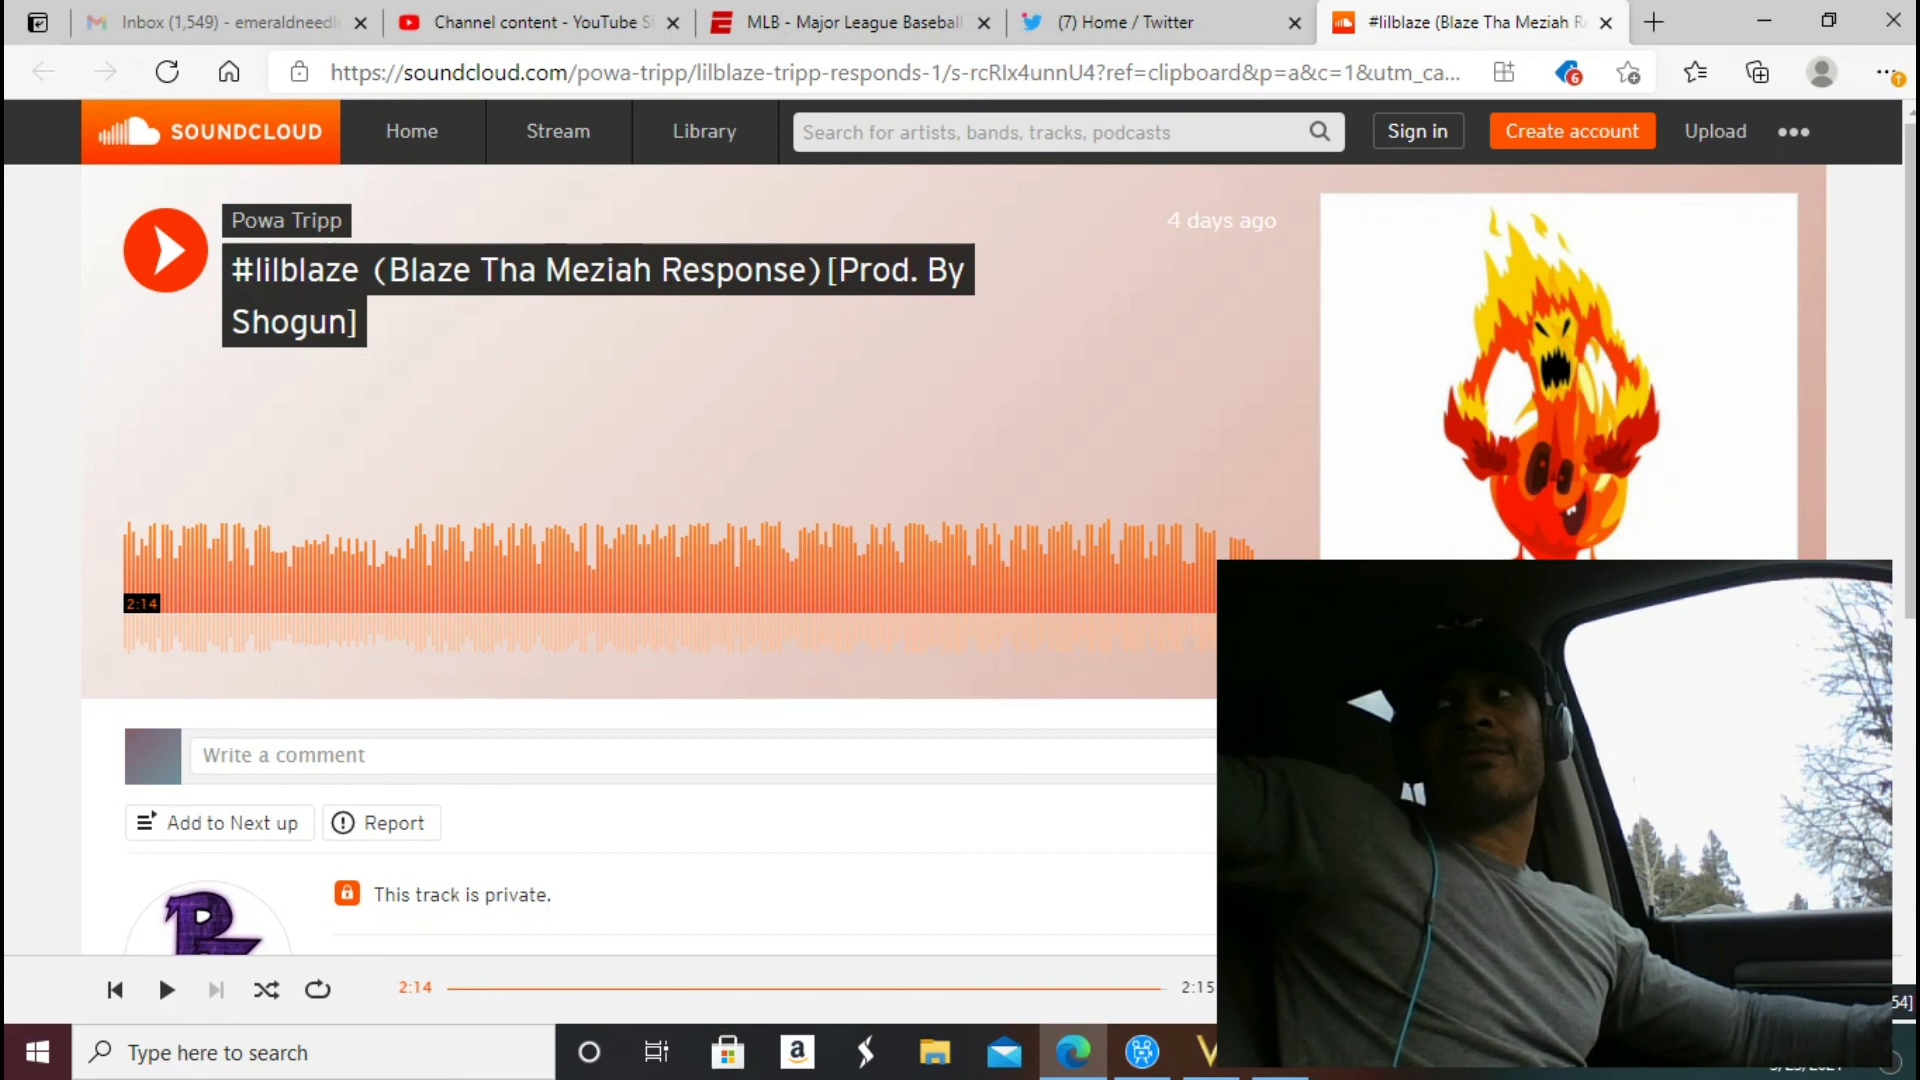 Inbox (1,549) - emeraldneedl
Channel content - YouTube S
MLB - Major League Baseball
(7) Home / Twitter
#lilblaze (Blaze Tha Meziah R
https://soundcloud.com/powa-tripp/lilblaze-tripp-responds-1/s-rcRIx4unnU4?ref=clipboard&p=a&c=1&utm_ca...
6
SOUNDCLOUD
Home
Stream
Library
Search for artists, bands, tracks, podcasts
Sign in
Create account
Upload
Powa Tripp
4 days ago
#lilblaze (Blaze Tha Meziah Response)[Prod. By
Shogun]
2:14
Write a comment
Add to Next up
Report
This track is private.
2:14
2:15
54]
Type here to search